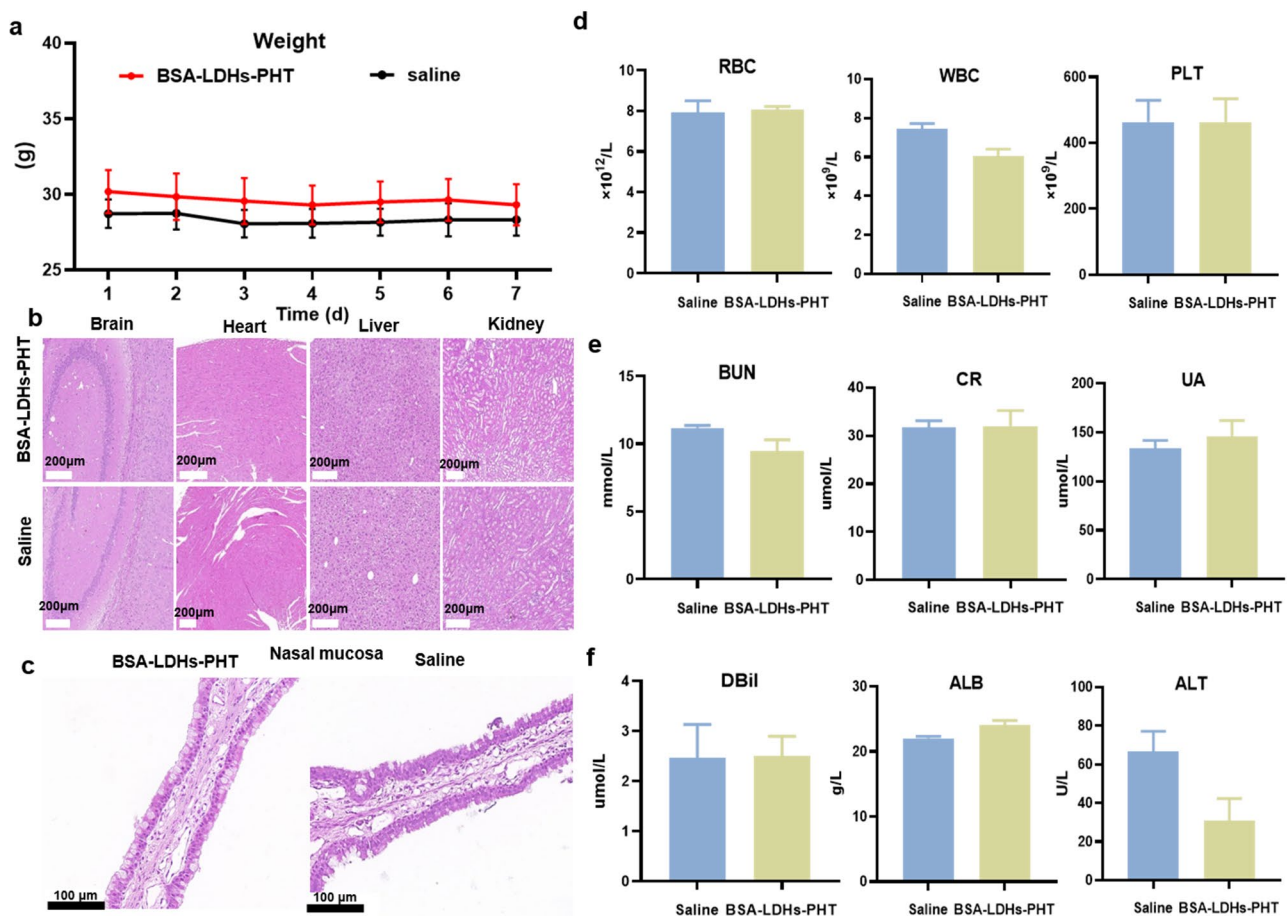 a
Weight
BSA-LDHs-PHT
saline
40
35
30
25
(g)
1 2 3 4 5 6 7
Time (d)
b
Brain Heart Liver Kidney
BSA-LDHs-PHT
200μm 200μm 200μm 200μm
Saline
200μm 200μm 200μm 200μm
c
Nasal mucosa
BSA-LDHs-PHT Saline
100 μm
100 μm
d
RBC
10
8
6
4
2
0
×10¹²/L
Saline BSA-LDHs-PHT
WBC
10
8
6
4
2
0
×10⁹/L
Saline BSA-LDHs-PHT
PLT
600
400
200
0
×10⁹/L
Saline BSA-LDHs-PHT
e
BUN
15
10
5
0
mmol/L
Saline BSA-LDHs-PHT
CR
40
30
20
10
0
umol/L
Saline BSA-LDHs-PHT
UA
200
150
100
50
0
umol/L
Saline BSA-LDHs-PHT
f
DBil
4
3
2
1
0
umol/L
Saline BSA-LDHs-PHT
ALB
30
20
10
0
g/L
Saline BSA-LDHs-PHT
ALT
80
60
40
20
0
U/L
Saline BSA-LDHs-PHT